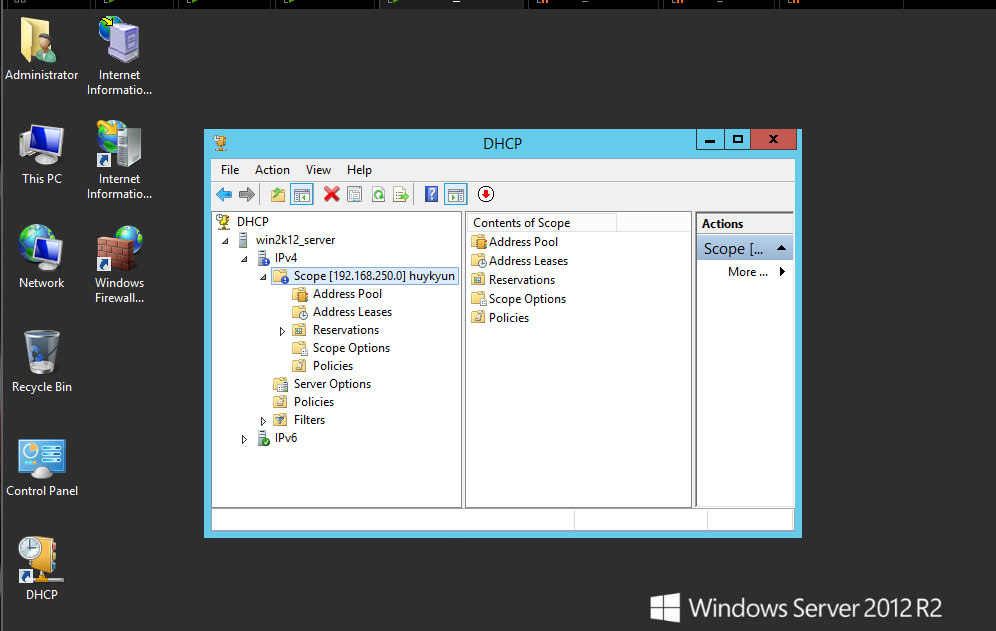 Administrator
Internet
Informatio...
This PC
Internet
Informatio...
Network
Windows
Firewall...
Recycle Bin
Control Panel
DHCP
DHCP
File Action View Help
DHCP
win2k12_server
IPv4
Scope [192.168.250.0] huykyun
Address Pool
Address Leases
Reservations
Scope Options
Policies
Server Options
Policies
Filters
IPv6
Contents of Scope
Address Pool
Address Leases
Reservations
Scope Options
Policies
Actions
Scope [...
More ...
Windows Server 2012 R2